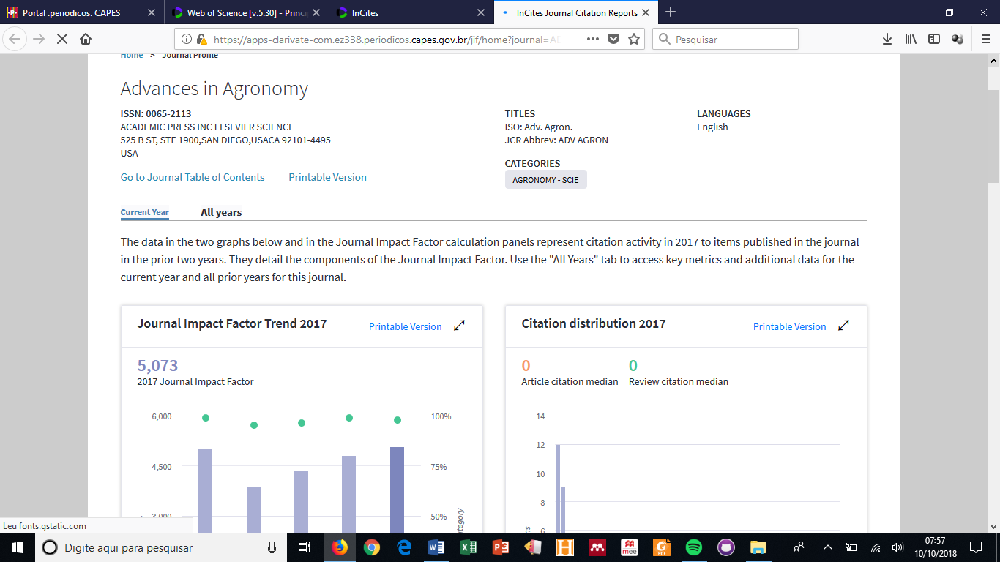 Portal .periodicos. CAPES
Web of Science [v.5.30] - Princi
InCites
InCites Journal Citation Reports
https://apps-clarivate-com.ez338.periodicos.capes.gov.br/jif/home?journal=AD
Pesquisar
Home > Journal Profile
Advances in Agronomy
ISSN: 0065-2113
ACADEMIC PRESS INC ELSEVIER SCIENCE
525 B ST, STE 1900,SAN DIEGO,USACA 92101-4495
USA
TITLES
ISO: Adv. Agron.
JCR Abbrev: ADV AGRON
LANGUAGES
English
CATEGORIES
AGRONOMY - SCIE
Go to Journal Table of Contents Printable Version
Current Year All years
The data in the two graphs below and in the Journal Impact Factor calculation panels represent citation activity in 2017 to items published in the journal
in the prior two years. They detail the components of the Journal Impact Factor. Use the "All Years" tab to access key metrics and additional data for the
current year and all prior years for this journal.
Journal Impact Factor Trend 2017
Printable Version
5,073
2017 Journal Impact Factor
6,000
4,500
3,000
100%
75%
50%
tegory
Citation distribution 2017
Printable Version
0
Article citation median
0
Review citation median
14
12
10
8
6
Leu fonts.gstatic.com
Digite aqui para pesquisar
mee
PDF
07:57
10/10/2018